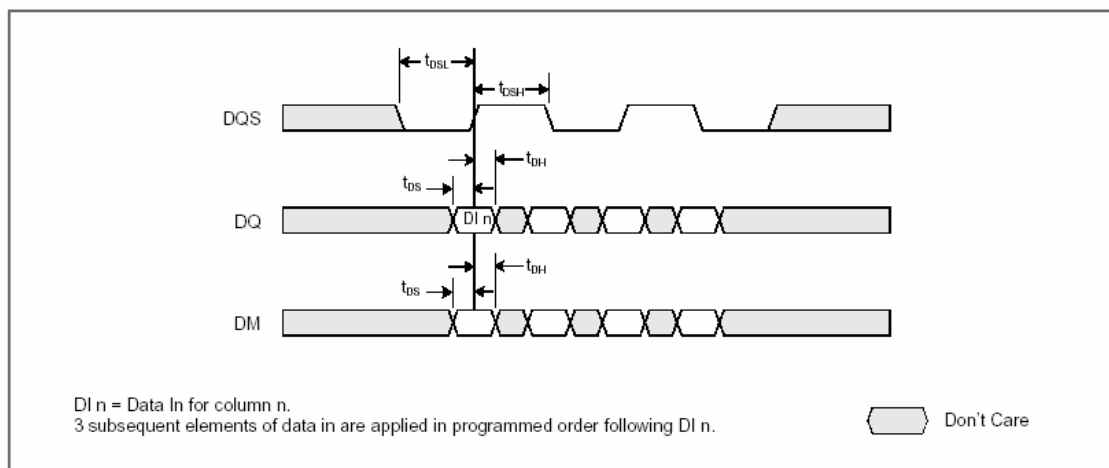 tDSL
tDSH
DQS
tDH
tDS
DQ
DI n
tDH
tDS
DM
DI n = Data In for column n.
3 subsequent elements of data in are applied in programmed order following DI n.
Don't Care